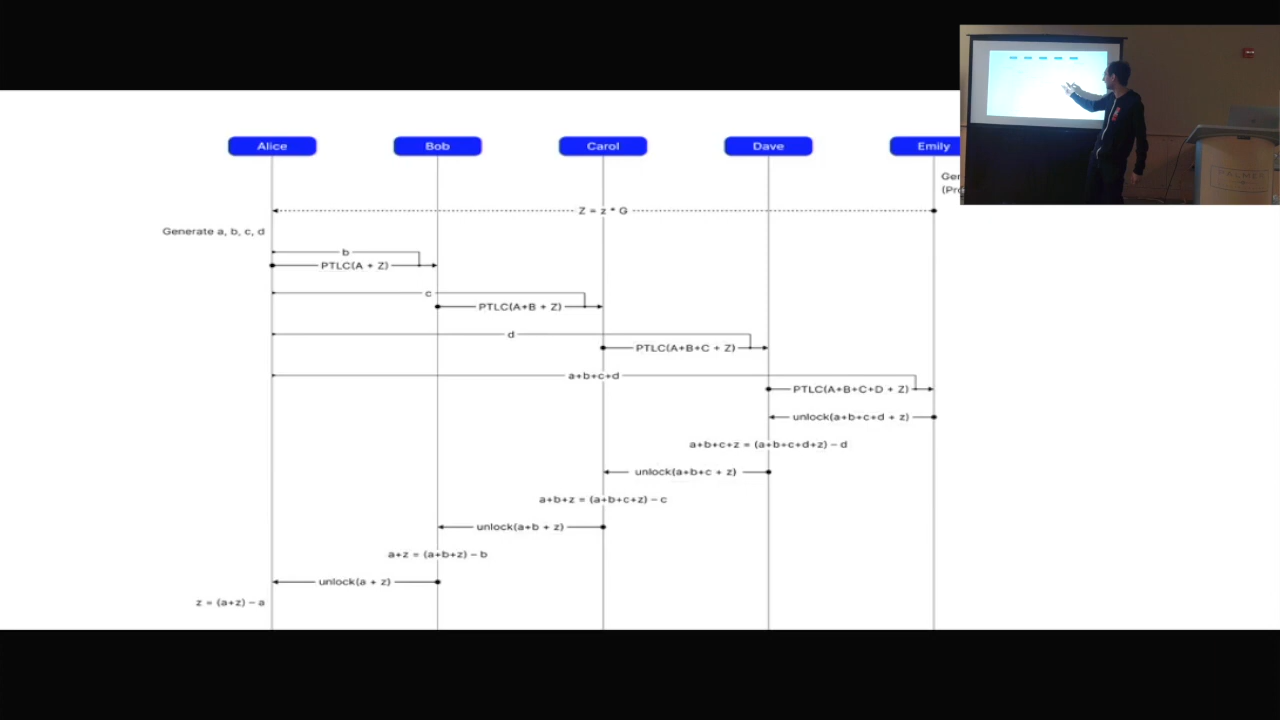 Alice Bob Carol Dave Emily
Z = z * G
Generate a, b, c, d
b
PTLC(A + Z)
c
PTLC(A+B + Z)
d
PTLC(A+B+C + Z)
a+b+c+d
PTLC(A+B+C+D + Z)
unlock(a+b+c+d + z)
a+b+c+z = (a+b+c+d+z) – d
unlock(a+b+c + z)
a+b+z = (a+b+c+z) – c
unlock(a+b + z)
a+z = (a+b+z) – b
unlock(a + z)
z = (a+z) – a